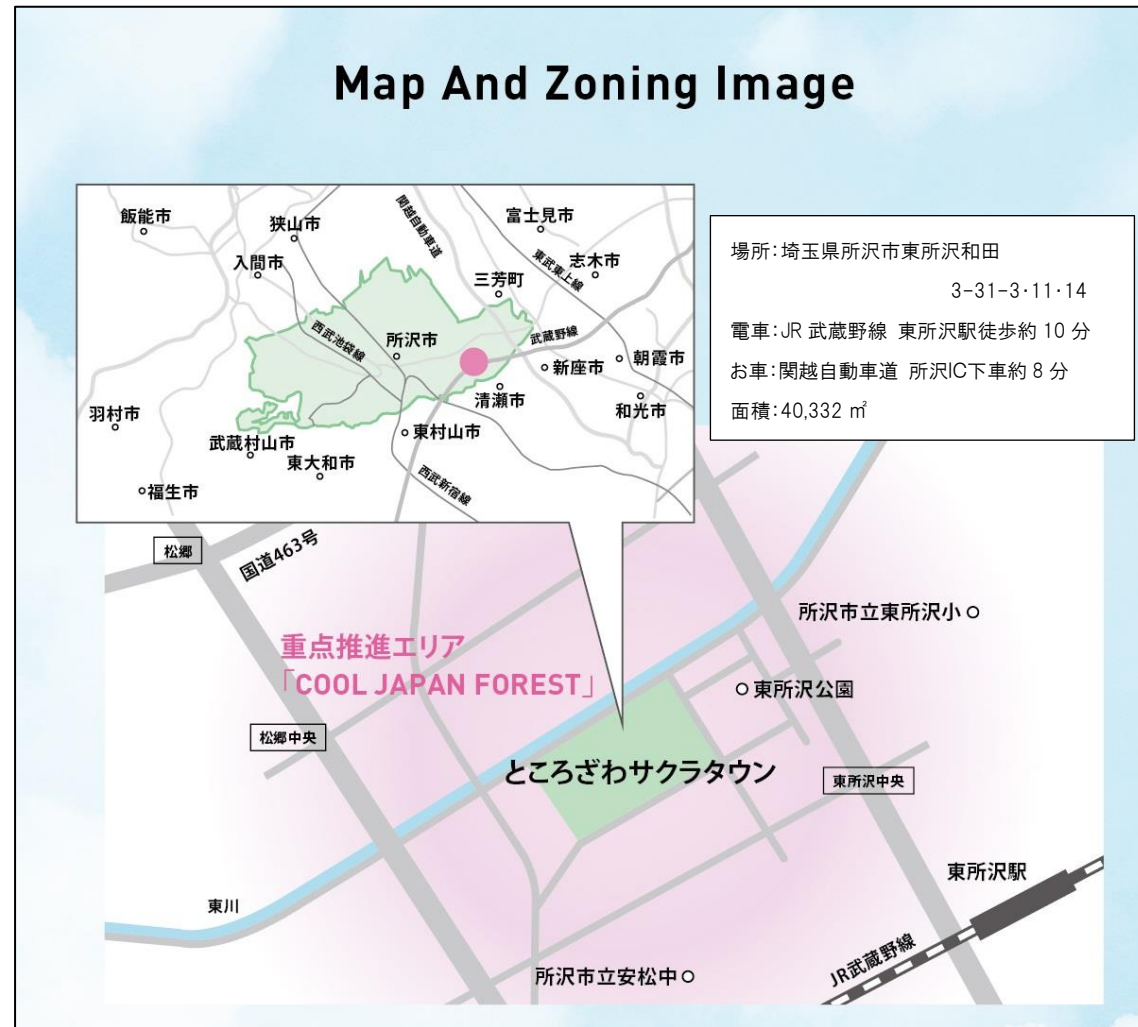 Map And Zoning Image
飯能市
狭山市
入間市
関越自動車道
富士見市
東武東上線
志木市
三芳町
西武池袋線
所沢市
武蔵野線
新座市
朝霞市
清瀬市
和光市
羽村市
武蔵村山市
東村山市
東大和市
西武新宿線
福生市
場所:埼玉県所沢市東所沢和田
3-31-3・11・14
電車:JR 武蔵野線 東所沢駅徒歩約 10 分
お車:関越自動車道 所沢IC下車約 8 分
面積:40,332 ㎡
松郷
国道463号
重点推進エリア
「COOL JAPAN FOREST」
所沢市立東所沢小
東所沢公園
松郷中央
ところざわサクラタウン
東所沢中央
東所沢駅
東川
JR武蔵野線
所沢市立安松中